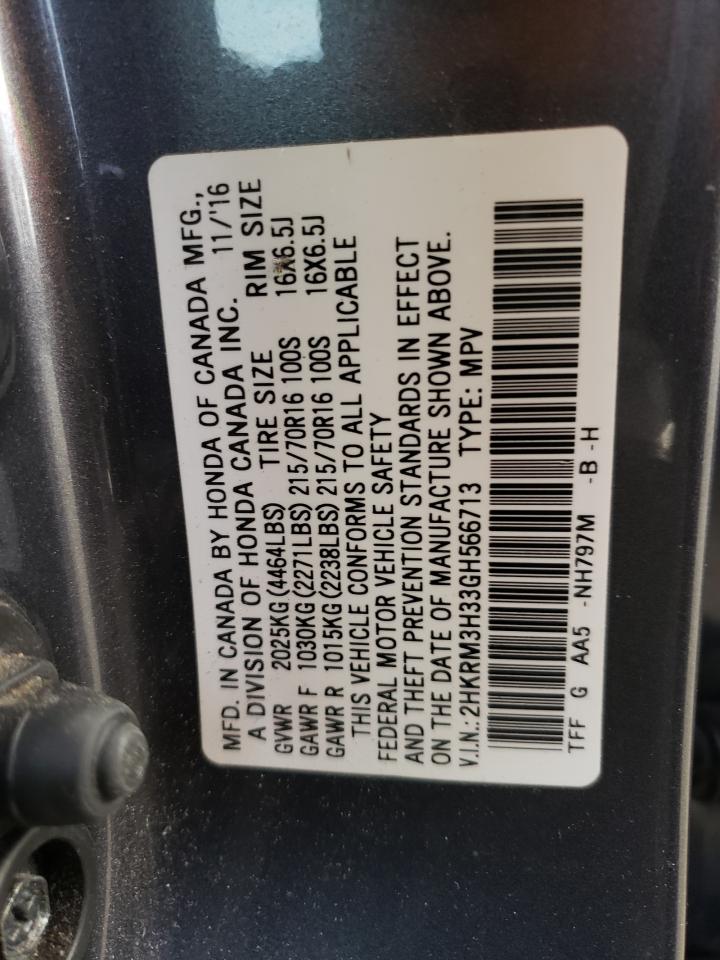 MFD. IN CANADA BY HONDA OF CANADA MFG.,
A DIVISION OF HONDA CANADA INC. 11/'16
GVWR 2025KG(4464LBS) TIRE SIZE RIM SIZE
GAWR F 1030KG(2271LBS) 215/70R16 100S 16X6.5J
GAWR R 1015KG(2238LBS) 215/70R16 100S 16X6.5J
THIS VEHICLE CONFORMS TO ALL APPLICABLE
FEDERAL MOTOR VEHICLE SAFETY
AND THEFT PREVENTION STANDARDS IN EFFECT
ON THE DATE OF MANUFACTURE SHOWN ABOVE.
V.I.N.: 2HKRM3H33GH566713 TYPE: MPV
TFF G AA5 -NH797M -B -H